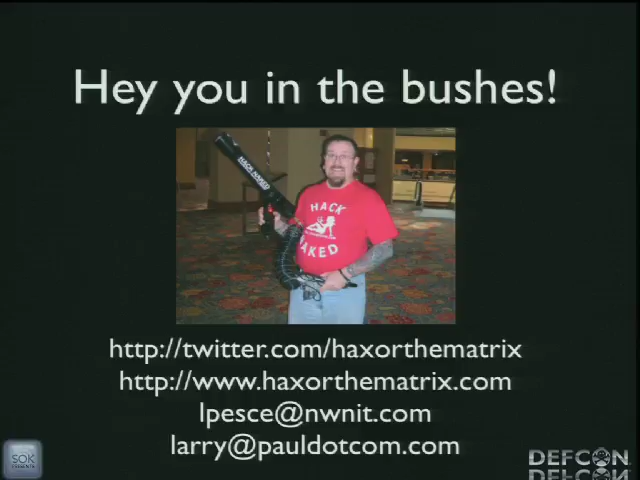 Hey you in the bushes!
HACK NAKED
HACK
NAKED
http://twitter.com/haxorthematrix
http://www.haxorthematrix.com
lpesce@nwnit.com
larry@pauldotcom.com
SOK
DEFCON